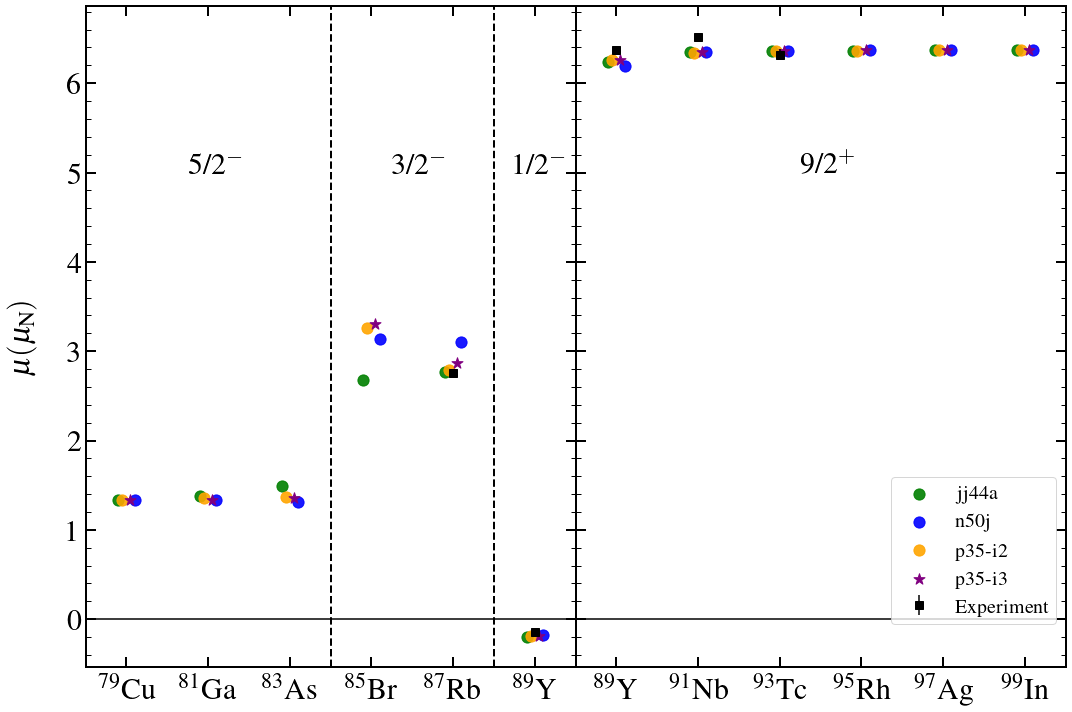 6
5
4
3
2
1
0
μ(μ_N)
5/2⁻
3/2⁻
1/2⁻
9/2⁺
jj44a
n50j
p35-i2
p35-i3
Experiment
⁷⁹Cu ⁸¹Ga ⁸³As ⁸⁵Br ⁸⁷Rb ⁸⁹Y ⁸⁹Y ⁹¹Nb ⁹³Tc ⁹⁵Rh ⁹⁷Ag ⁹⁹In